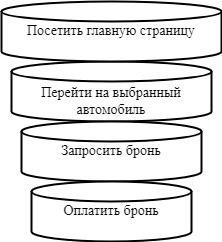 Посетить главную страницу
Перейти на выбранный
автомобиль
Запросить бронь
Оплатить бронь